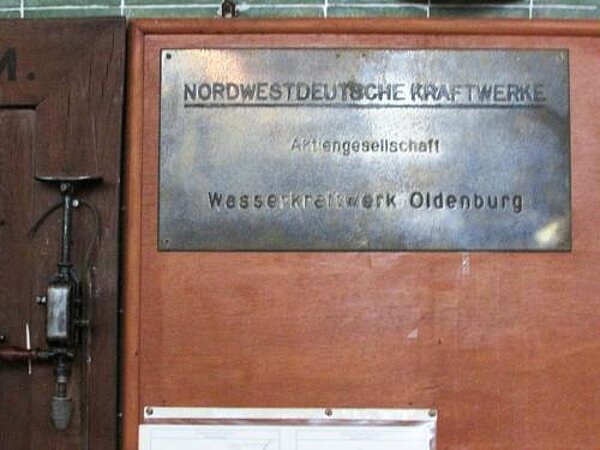 M.
NORDWESTDEUTSCHE KRAFTWERKE
Aktiengesellschaft
Wasserkraftwerk Oldenburg